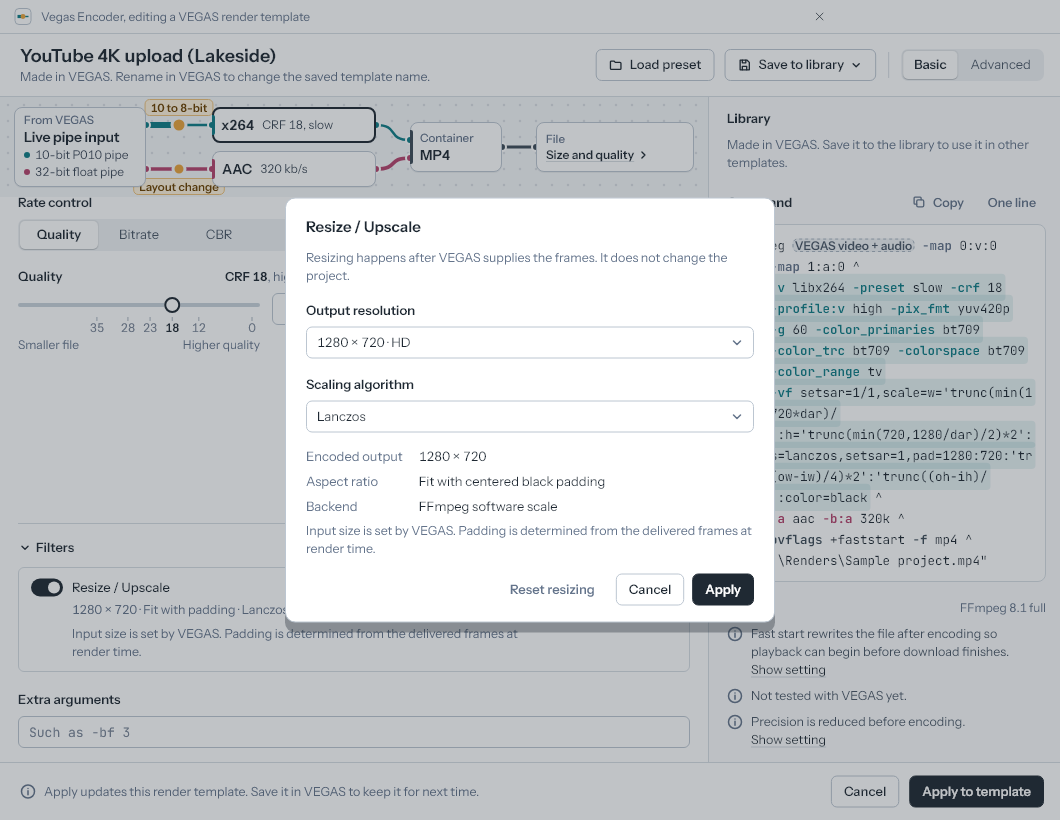 Vegas Encoder, editing a VEGAS render template
YouTube 4K upload (Lakeside)
Made in VEGAS. Rename in VEGAS to change the saved template name.
Load preset
Save to library
Basic
Advanced
From VEGAS
Live pipe input
10-bit P010 pipe
32-bit float pipe
10 to 8-bit
Layout change
x264 CRF 18, slow
AAC 320 kb/s
Container
MP4
File
Size and quality
Library
Made in VEGAS. Save it to the library to use it in other
templates.
Rate control
Quality
Bitrate
CBR
Quality
CRF 18,
35 28 23 18 12 0
Smaller file
Higher quality
Copy
One line
VEGAS video + audio -map 0:v:0
-map 1:a:0 ^
libx264 -preset slow -crf 18
-profile:v high -pix_fmt yuv420p
60 -color_primaries bt709
color_trc bt709 -colorspace bt709
color_range tv
vf setsar=1/1,scale=w='trunc(min(1
720*dar)/
:h='trunc(min(720,1280/dar)/2)*2':
=lanczos,setsar=1,pad=1280:720:'tr
(ow-iw)/4)*2':'trunc((oh-ih)/
:color=black ^
aac -b:a 320k ^
+faststart -f mp4 ^
\Renders\Sample project.mp4"
FFmpeg 8.1 full
Resize / Upscale
Resizing happens after VEGAS supplies the frames. It does not change the
project.
Output resolution
1280 × 720 · HD
Scaling algorithm
Lanczos
Encoded output 1280 × 720
Aspect ratio Fit with centered black padding
Backend FFmpeg software scale
Input size is set by VEGAS. Padding is determined from the delivered frames at
render time.
Reset resizing
Cancel
Apply
Filters
Resize / Upscale
1280 × 720 · Fit with padding · Lanczos
Input size is set by VEGAS. Padding is determined from the delivered frames at
render time.
Extra arguments
Such as -bf 3
Fast start rewrites the file after encoding so
playback can begin before download finishes.
Show setting
Not tested with VEGAS yet.
Precision is reduced before encoding.
Show setting
Apply updates this render template. Save it in VEGAS to keep it for next time.
Cancel
Apply to template